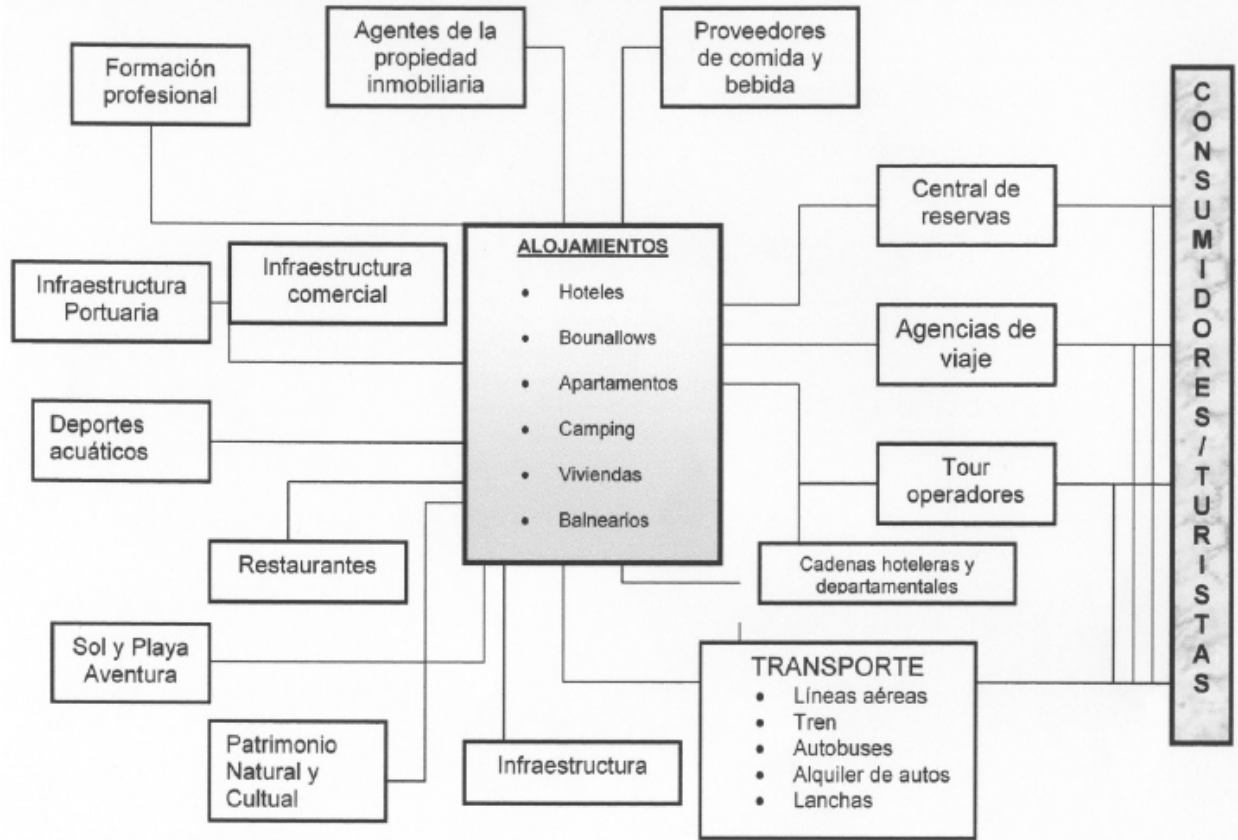 Formación
profesional
Agentes de la
propiedad
inmobiliaria
Proveedores
de comida y
bebida
Central de
reservas
Infraestructura
Portuaria
Infraestructura
comercial
ALOJAMIENTOS
• Hoteles
• Bounallows
• Apartamentos
• Camping
• Viviendas
• Balnearios
Agencias de
viaje
Deportes
acuáticos
Tour
operadores
Restaurantes
Cadenas hoteleras y
departamentales
Sol y Playa
Aventura
Patrimonio
Natural y
Cultual
Infraestructura
TRANSPORTE
• Líneas aéreas
• Tren
• Autobuses
• Alquiler de autos
• Lanchas
CONSUMIDORES/TURISTAS